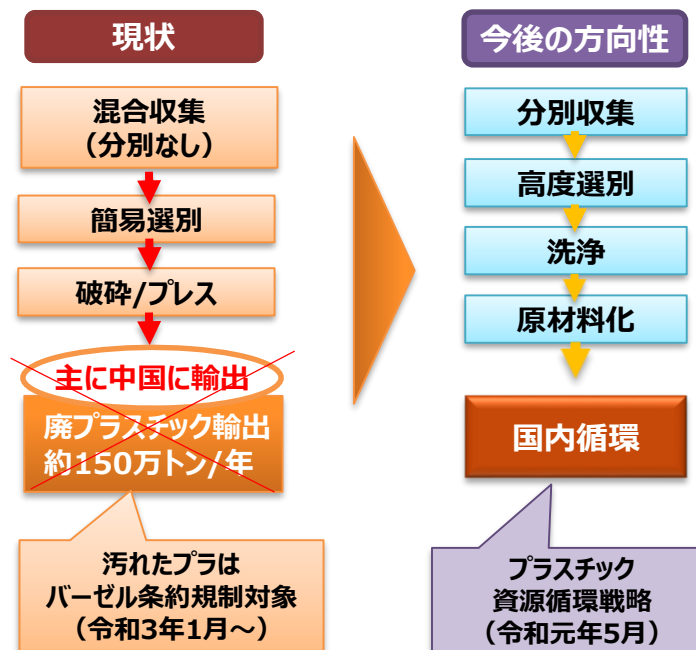 現状
混合収集
（分別なし）
簡易選別
破砕/プレス
主に中国に輸出
廃プラスチック輸出
約150万トン/年
汚れたプラは
バーゼル条約規制対象
（令和3年1月～）
今後の方向性
分別収集
高度選別
洗浄
原材料化
国内循環
プラスチック
資源循環戦略
（令和元年5月）